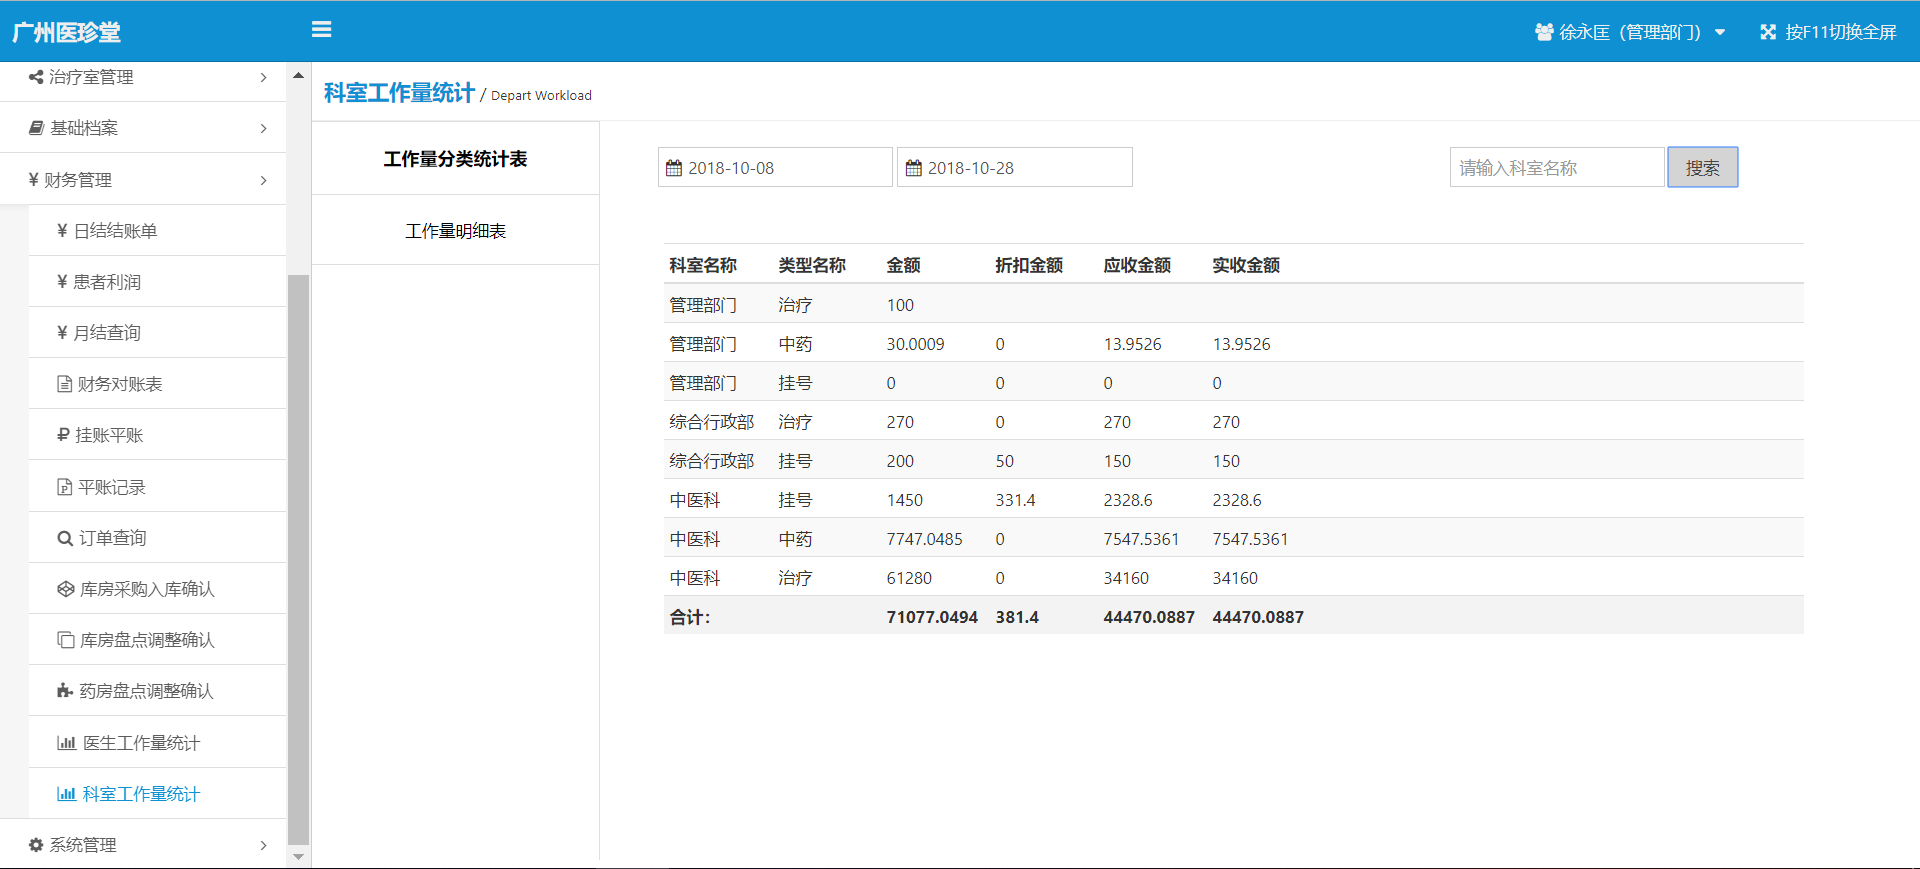 广州医珍堂
徐永匡（管理部门）
按F11切换全屏
治疗室管理
基础档案
¥ 财务管理
¥ 日结结账单
¥ 患者利润
¥ 月结查询
财务对账表
₽ 挂账平账
平账记录
订单查询
库房采购入库确认
库房盘点调整确认
药房盘点调整确认
医生工作量统计
科室工作量统计
系统管理
科室工作量统计 / Depart Workload
工作量分类统计表
工作量明细表
2018-10-08 2018-10-28 请输入科室名称 搜索
科室名称 类型名称 金额 折扣金额 应收金额 实收金额
管理部门 治疗 100
管理部门 中药 30.0009 0 13.9526 13.9526
管理部门 挂号 0 0 0 0
综合行政部 治疗 270 0 270 270
综合行政部 挂号 200 50 150 150
中医科 挂号 1450 331.4 2328.6 2328.6
中医科 中药 7747.0485 0 7547.5361 7547.5361
中医科 治疗 61280 0 34160 34160
合计： 71077.0494 381.4 44470.0887 44470.0887